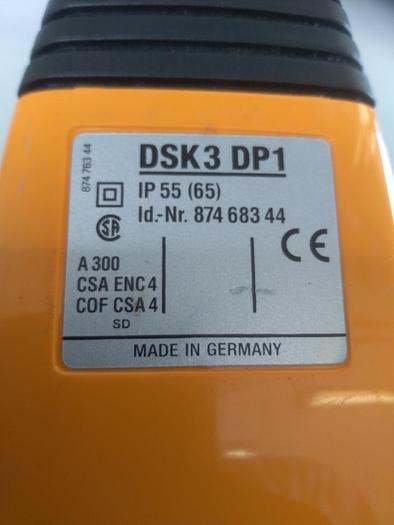 874 763 44
DSK3 DP1
IP 55 (65)
Id.-Nr. 874 683 44
SA
CE
A 300
CSA ENC 4
COF CSA 4
SD
MADE IN GERMANY